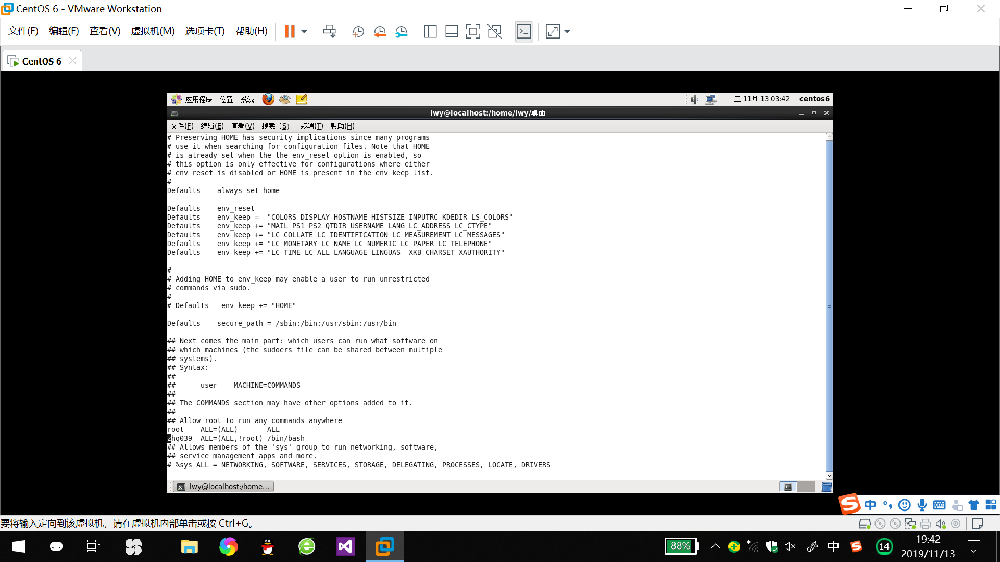 CentOS 6 - VMware Workstation
文件(F) 编辑(E) 查看(V) 虚拟机(M) 选项卡(T) 帮助(H)
CentOS 6
应用程序 位置 系统 三 11月 13 03:42 centos6
lwy@localhost:/home/lwy/桌面
文件(F) 编辑(E) 查看(V) 搜索 (S) 终端(T) 帮助(H)
# Preserving HOME has security implications since many programs
# use it when searching for configuration files. Note that HOME
# is already set when the the env_reset option is enabled, so
# this option is only effective for configurations where either
# env_reset is disabled or HOME is present in the env_keep list.
#
Defaults    always_set_home
Defaults    env_reset
Defaults    env_keep =  "COLORS DISPLAY HOSTNAME HISTSIZE INPUTRC KDEDIR LS_COLORS"
Defaults    env_keep += "MAIL PS1 PS2 QTDIR USERNAME LANG LC_ADDRESS LC_CTYPE"
Defaults    env_keep += "LC_COLLATE LC_IDENTIFICATION LC_MEASUREMENT LC_MESSAGES"
Defaults    env_keep += "LC_MONETARY LC_NAME LC_NUMERIC LC_PAPER LC_TELEPHONE"
Defaults    env_keep += "LC_TIME LC_ALL LANGUAGE LINGUAS _XKB_CHARSET XAUTHORITY"
#
# Adding HOME to env_keep may enable a user to run unrestricted
# commands via sudo.
#
# Defaults   env_keep += "HOME"
Defaults    secure_path = /sbin:/bin:/usr/sbin:/usr/bin
## Next comes the main part: which users can run what software on
## which machines (the sudoers file can be shared between multiple
## systems).
## Syntax:
##
##      user    MACHINE=COMMANDS
##
## The COMMANDS section may have other options added to it.
##
## Allow root to run any commands anywhere
root    ALL=(ALL)       ALL
zhq039  ALL=(ALL,!root) /bin/bash
## Allows members of the 'sys' group to run networking, software,
## service management apps and more.
# %sys ALL = NETWORKING, SOFTWARE, SERVICES, STORAGE, DELEGATING, PROCESSES, LOCATE, DRIVERS
lwy@localhost:/home...
中
要将输入定向到该虚拟机，请在虚拟机内部单击或按 Ctrl+G。
88% 中 14 19:42
2019/11/13